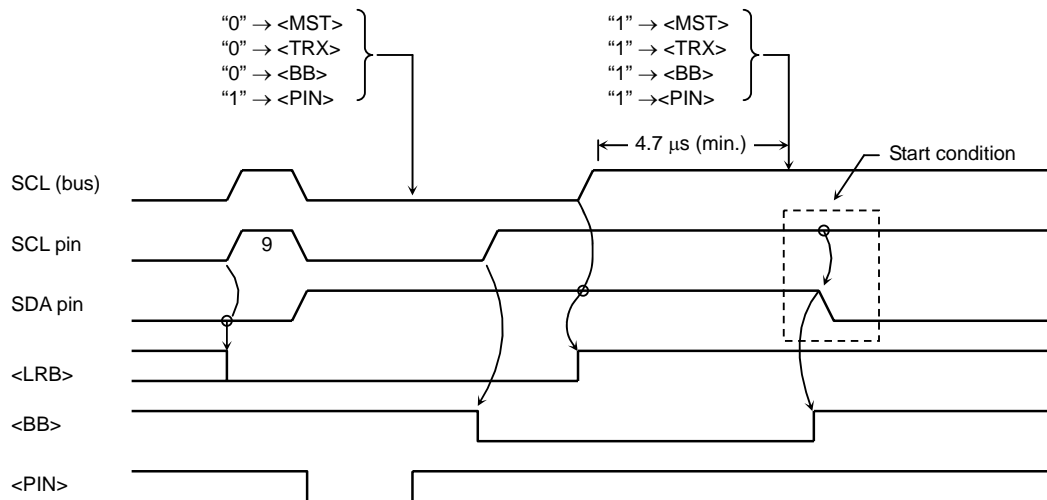 “0” → <MST>
“0” → <TRX>
“0” → <BB>
“1” → <PIN>
“1” → <MST>
“1” → <TRX>
“1” → <BB>
“1” →<PIN>
4.7 μs (min.)
Start condition
SCL (bus)
SCL pin
9
SDA pin
<LRB>
<BB>
<PIN>